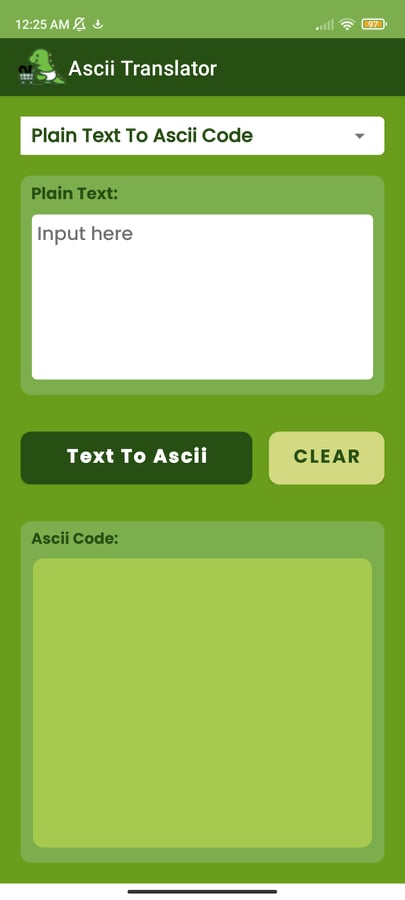 12:25 AM
97
Ascii Translator
Plain Text To Ascii Code
Plain Text:
Input here
Text To Ascii
CLEAR
Ascii Code: